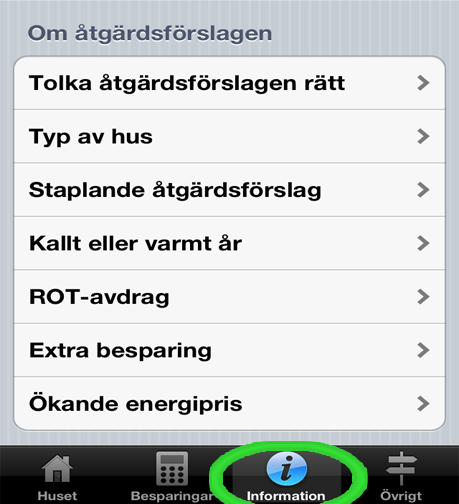 Om åtgärdsförslagen
Tolka åtgärdsförslagen rätt
Typ av hus
Staplande åtgärdsförslag
Kallt eller varmt år
ROT-avdrag
Extra besparing
Ökande energipris
Huset Besparingar Information Övrigt